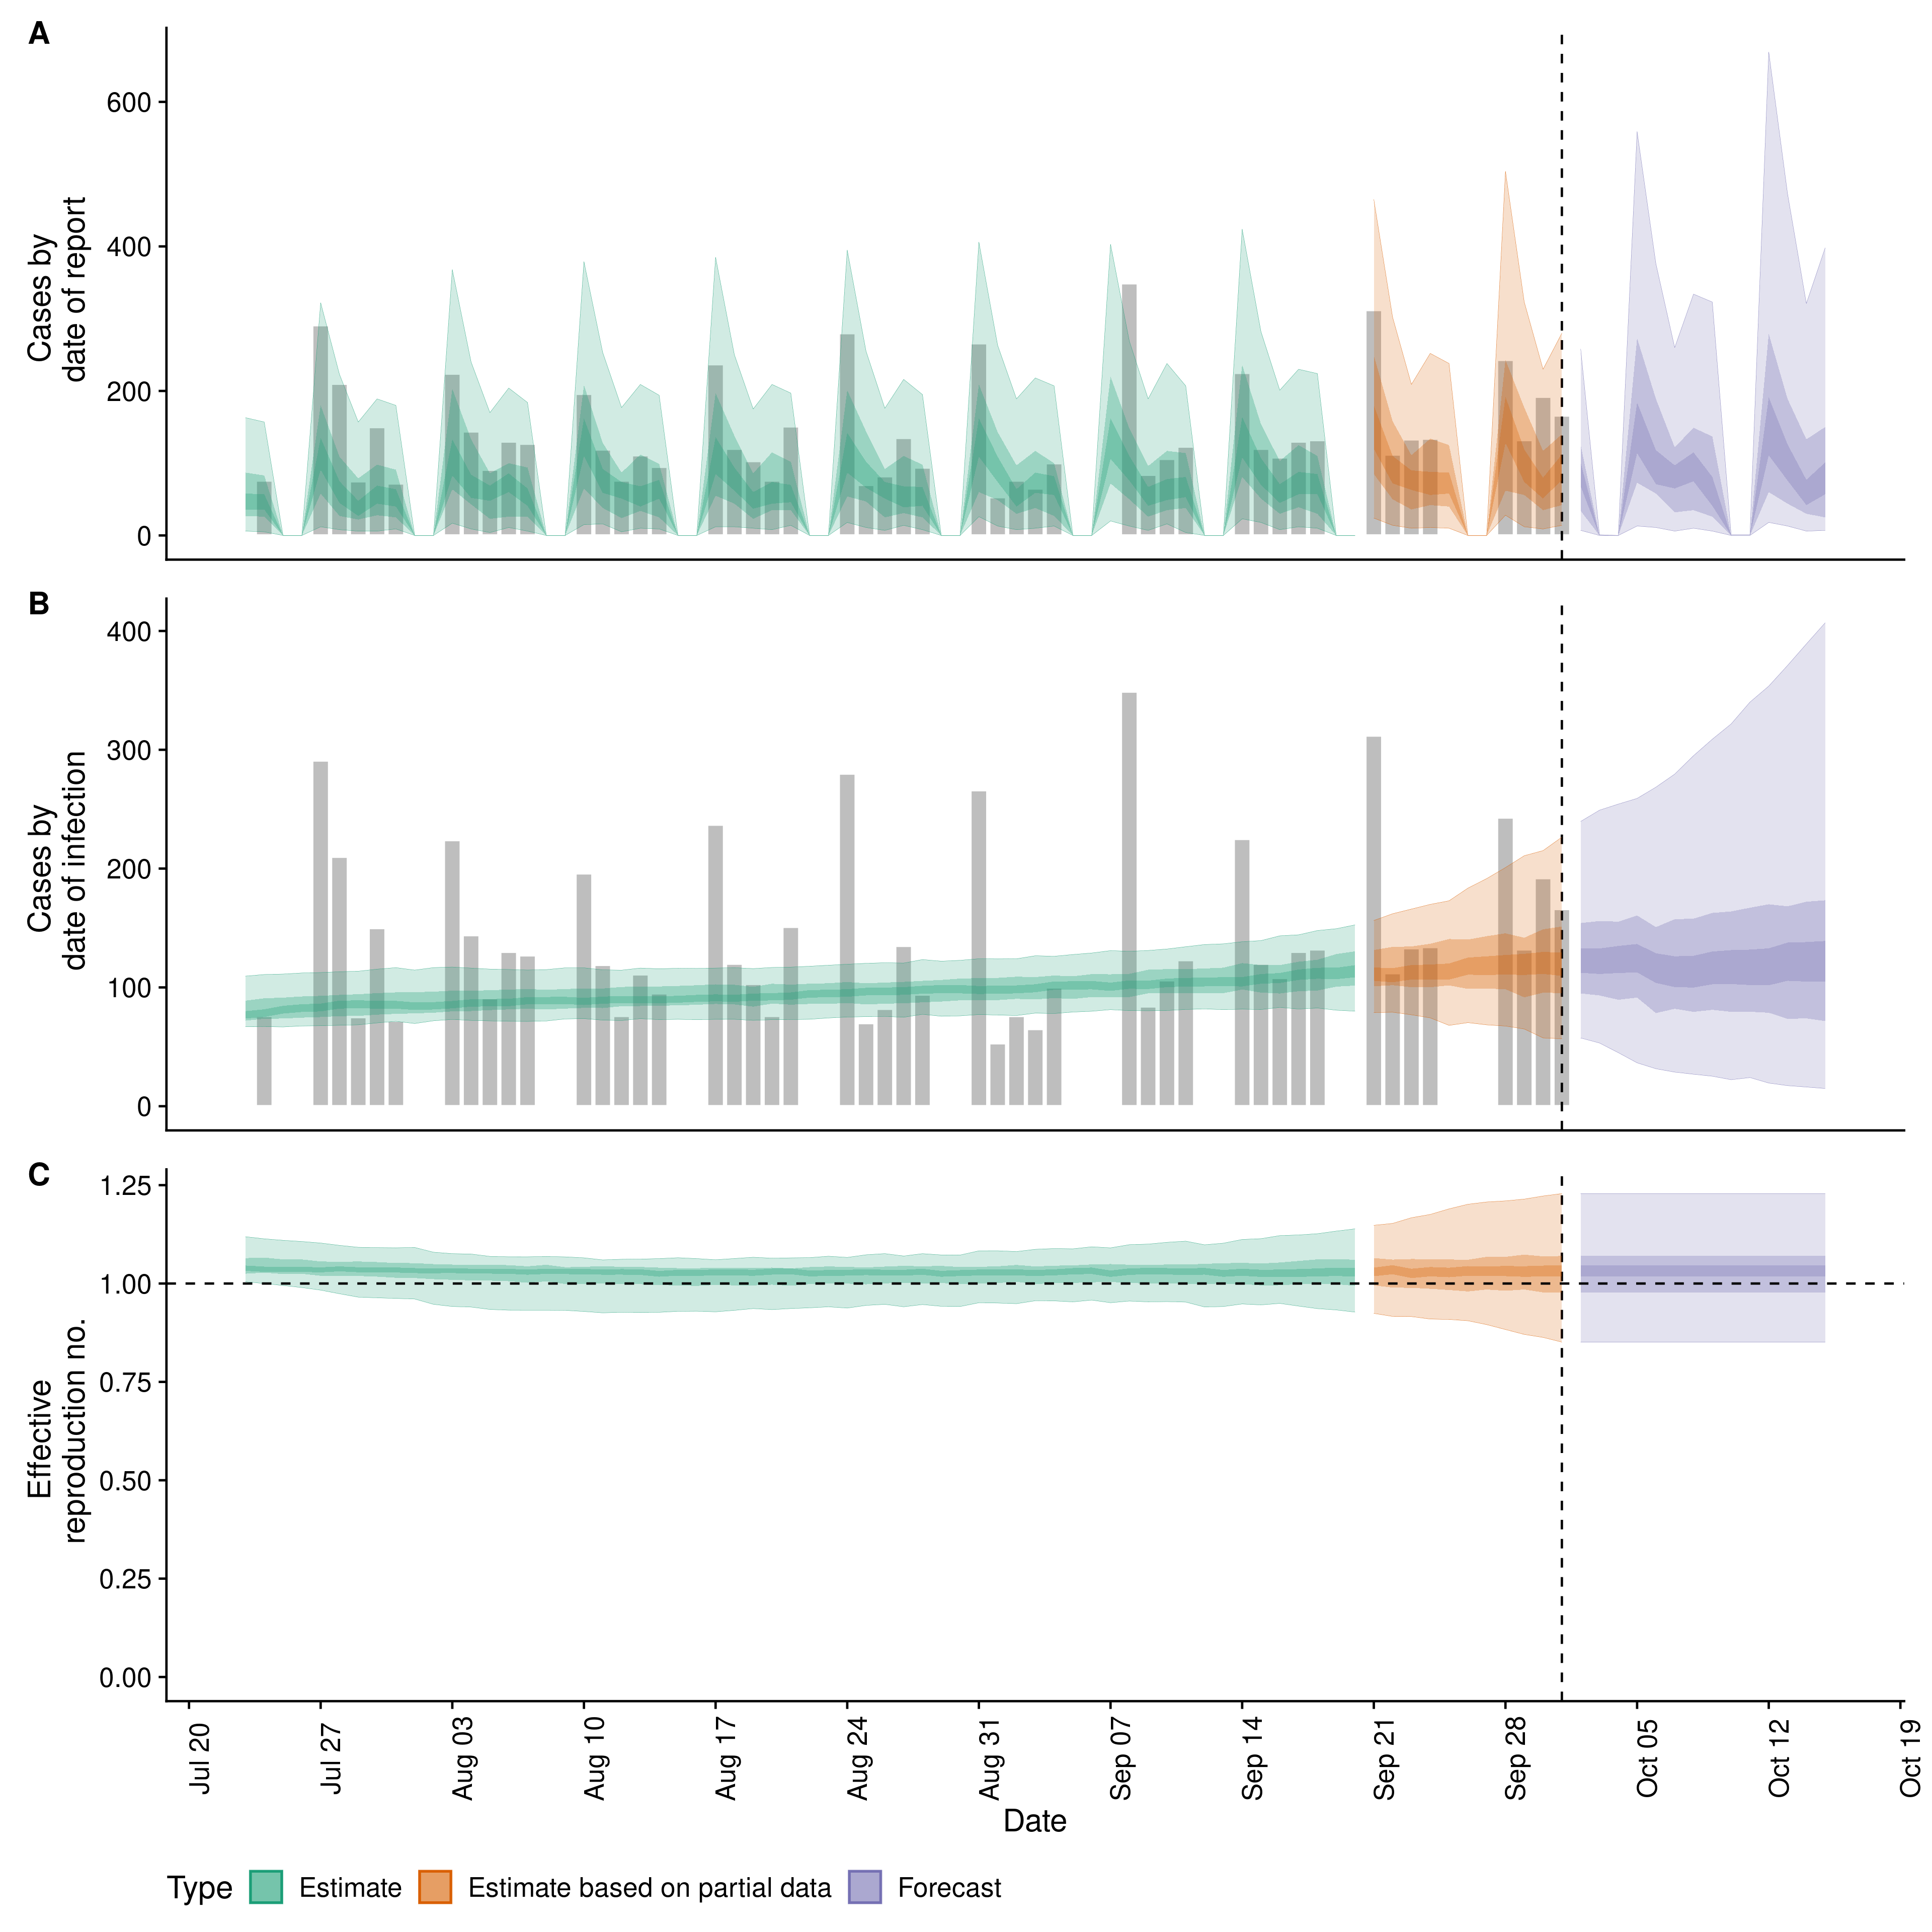 A
600
400
200
0
Cases by
date of report
B
400
300
200
100
0
Cases by
date of infection
C
1.25
1.00
0.75
0.50
0.25
0.00
Effective
reproduction no.
Jul 20
Jul 27
Aug 03
Aug 10
Aug 17
Aug 24
Aug 31
Sep 07
Sep 14
Sep 21
Sep 28
Oct 05
Oct 12
Oct 19
Date
Type Estimate Estimate based on partial data Forecast